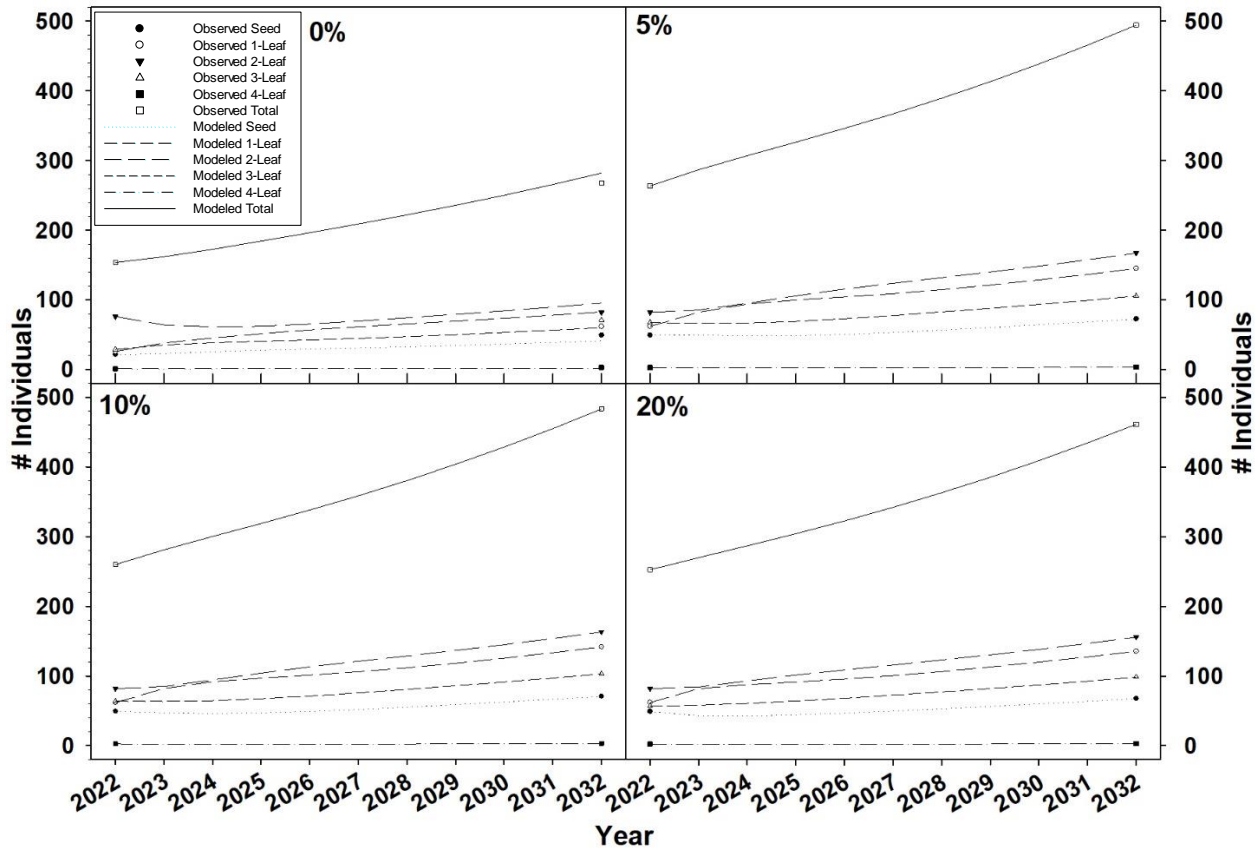 500
400
300
200
100
0
# Individuals
Observed Seed
Observed 1-Leaf
Observed 2-Leaf
Observed 3-Leaf
Observed 4-Leaf
Observed Total
Modeled Seed
Modeled 1-Leaf
Modeled 2-Leaf
Modeled 3-Leaf
Modeled 4-Leaf
Modeled Total
0%
5%
500
400
300
200
100
0
# Individuals
500
400
300
200
100
0
10%
20%
500
400
300
200
100
0
2022 2023 2024 2025 2026 2027 2028 2029 2030 2031 2032
2022 2023 2024 2025 2026 2027 2028 2029 2030 2031 2032
Year